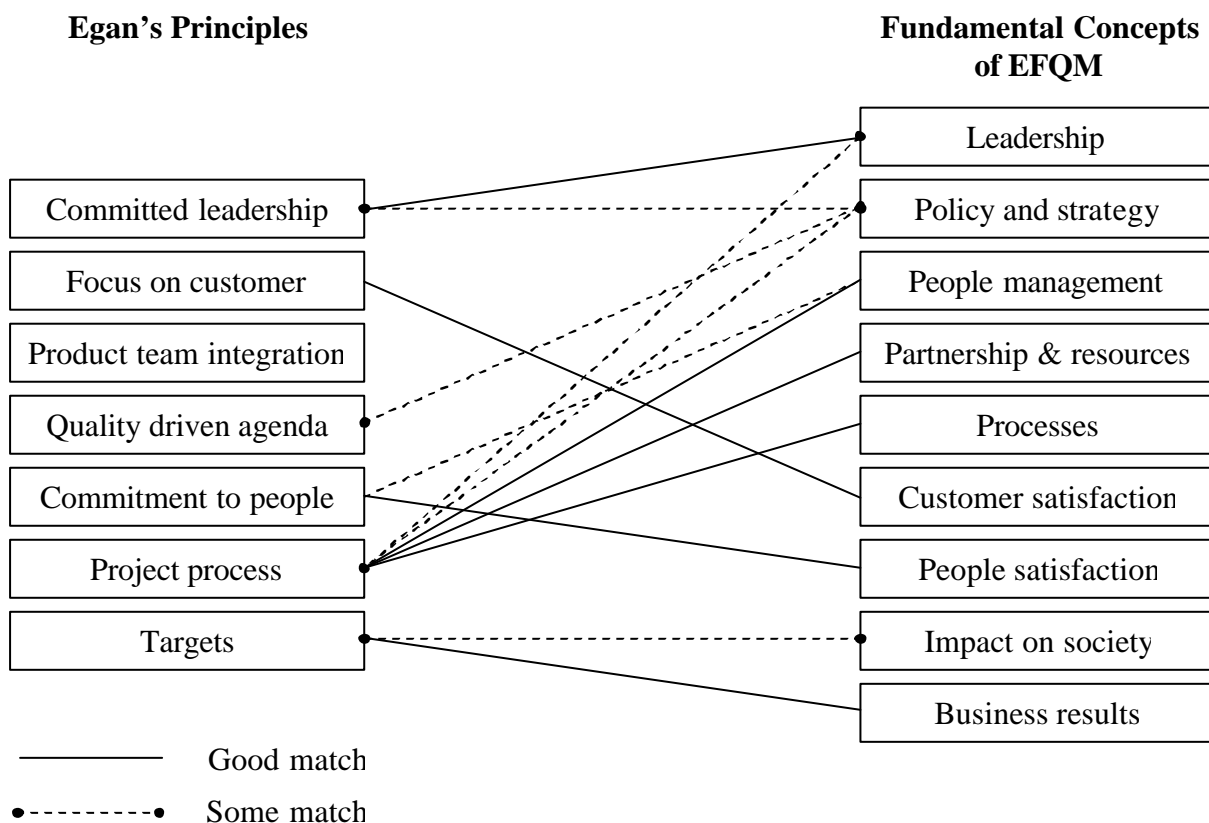 Egan's Principles
Fundamental Concepts
of EFQM
Committed leadership
Focus on customer
Product team integration
Quality driven agenda
Commitment to people
Project process
Targets
Leadership
Policy and strategy
People management
Partnership & resources
Processes
Customer satisfaction
People satisfaction
Impact on society
Business results
Good match
Some match